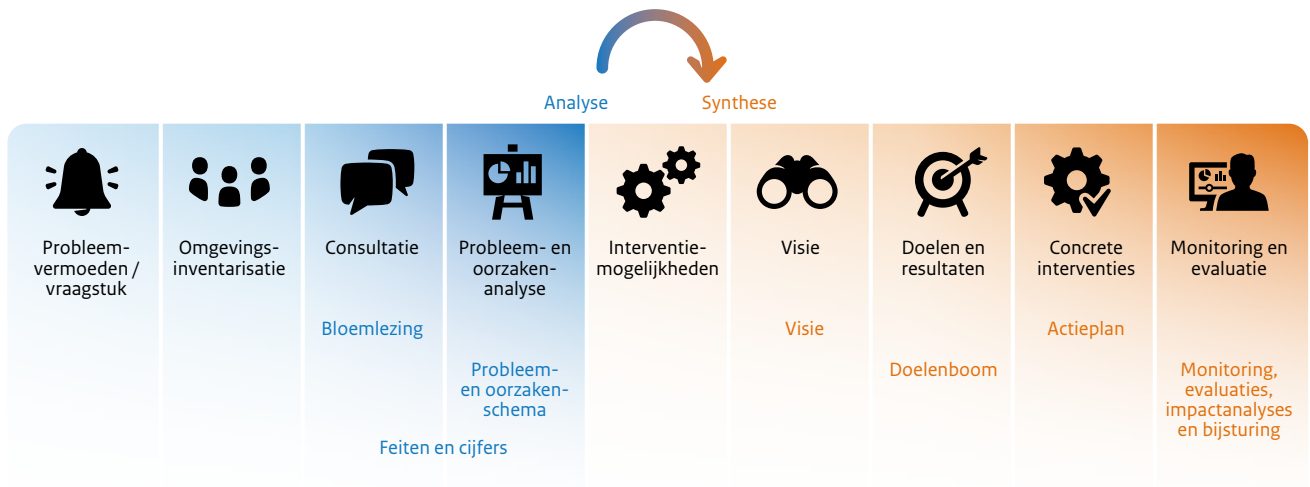 Analyse
Synthese
Probleem-
vermoeden /
vraagstuk
Omgevings-
inventarisatie
Consultatie
Probleem- en
oorzaken-
analyse
Interventie-
mogelijkheden
Visie
Doelen en
resultaten
Concrete
interventies
Monitoring en
evaluatie
Bloemlezing
Visie
Actieplan
Probleem-
en oorzaken-
schema
Doelenboom
Monitoring,
evaluaties,
impactanalyses
en bijsturing
Feiten en cijfers